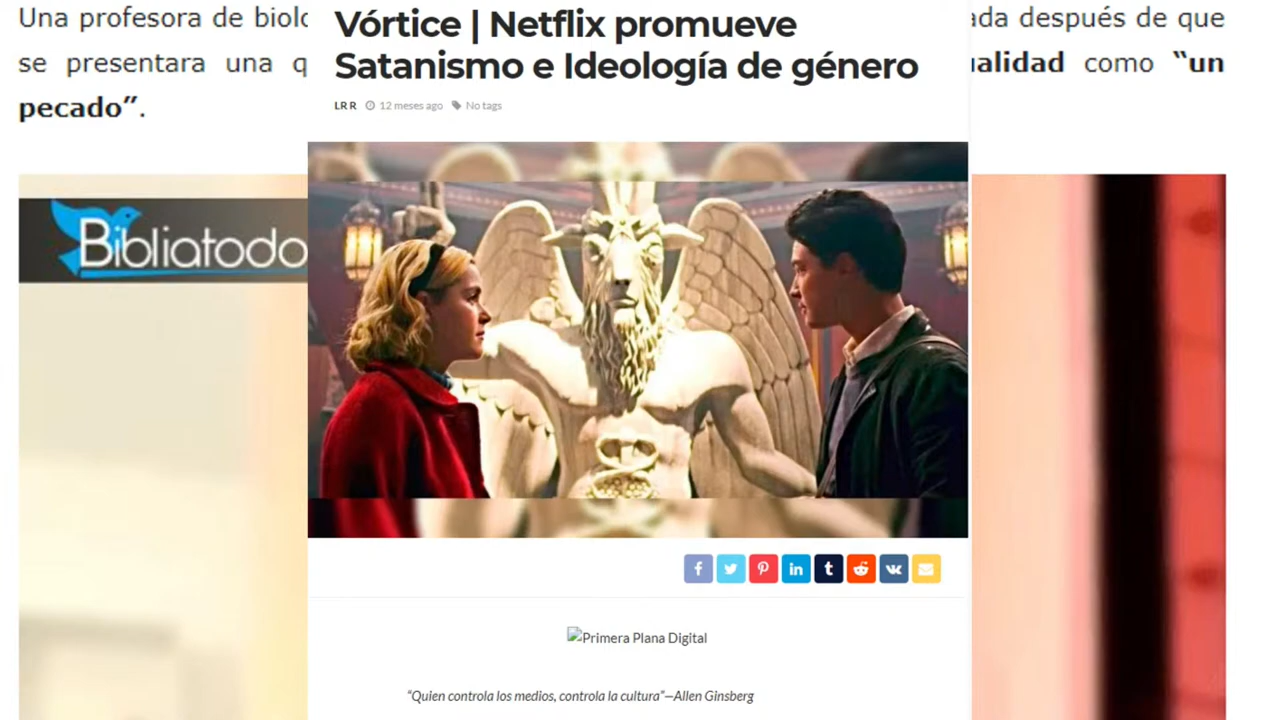 Una profesora de
se presentara una
pecado”.
ada después de que
ualidad como “un
Bibliatodo
Vórtice | Netflix promueve
Satanismo e Ideología de género
LR R 12 meses ago No tags
Primera Plana Digital
“Quien controla los medios, controla la cultura”—Allen Ginsberg